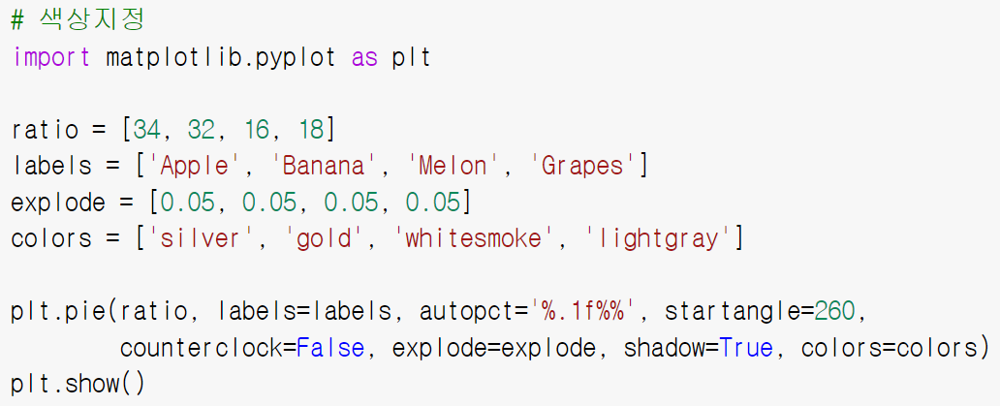 # 색상지정
import matplotlib.pyplot as plt
ratio = [34, 32, 16, 18]
labels = ['Apple', 'Banana', 'Melon', 'Grapes']
explode = [0.05, 0.05, 0.05, 0.05]
colors = ['silver', 'gold', 'whitesmoke', 'lightgray']
plt.pie(ratio, labels=labels, autopct='%.1f%%', startangle=260,
counterclock=False, explode=explode, shadow=True, colors=colors)
plt.show()